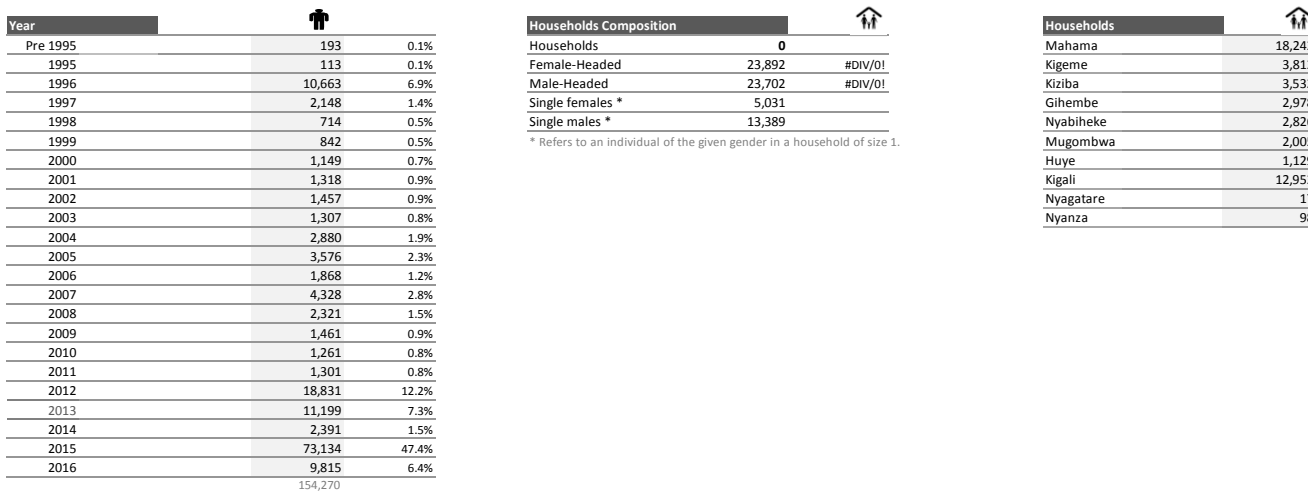 Year
Pre 1995 193 0.1%
1995 113 0.1%
1996 10,663 6.9%
1997 2,148 1.4%
1998 714 0.5%
1999 842 0.5%
2000 1,149 0.7%
2001 1,318 0.9%
2002 1,457 0.9%
2003 1,307 0.8%
2004 2,880 1.9%
2005 3,576 2.3%
2006 1,868 1.2%
2007 4,328 2.8%
2008 2,321 1.5%
2009 1,461 0.9%
2010 1,261 0.8%
2011 1,301 0.8%
2012 18,831 12.2%
2013 11,199 7.3%
2014 2,391 1.5%
2015 73,134 47.4%
2016 9,815 6.4%
154,270
Households Composition
Households 0
Female-Headed 23,892 #DIV/0!
Male-Headed 23,702 #DIV/0!
Single females * 5,031
Single males * 13,389
* Refers to an individual of the given gender in a household of size 1.
Households
Mahama
Kigeme
Kiziba
Gihembe
Nyabiheke
Mugombwa
Huye
Kigali
Nyagatare
Nyanza